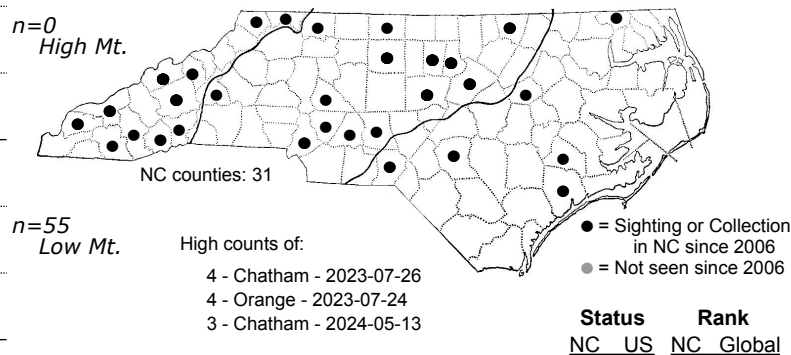 n=0
High Mt.
NC counties: 31
n=55
Low Mt.
High counts of:
4 - Chatham - 2023-07-26
4 - Orange - 2023-07-24
3 - Chatham - 2024-05-13
= Sighting or Collection
in NC since 2006
= Not seen since 2006
Status Rank
NC US NC Global